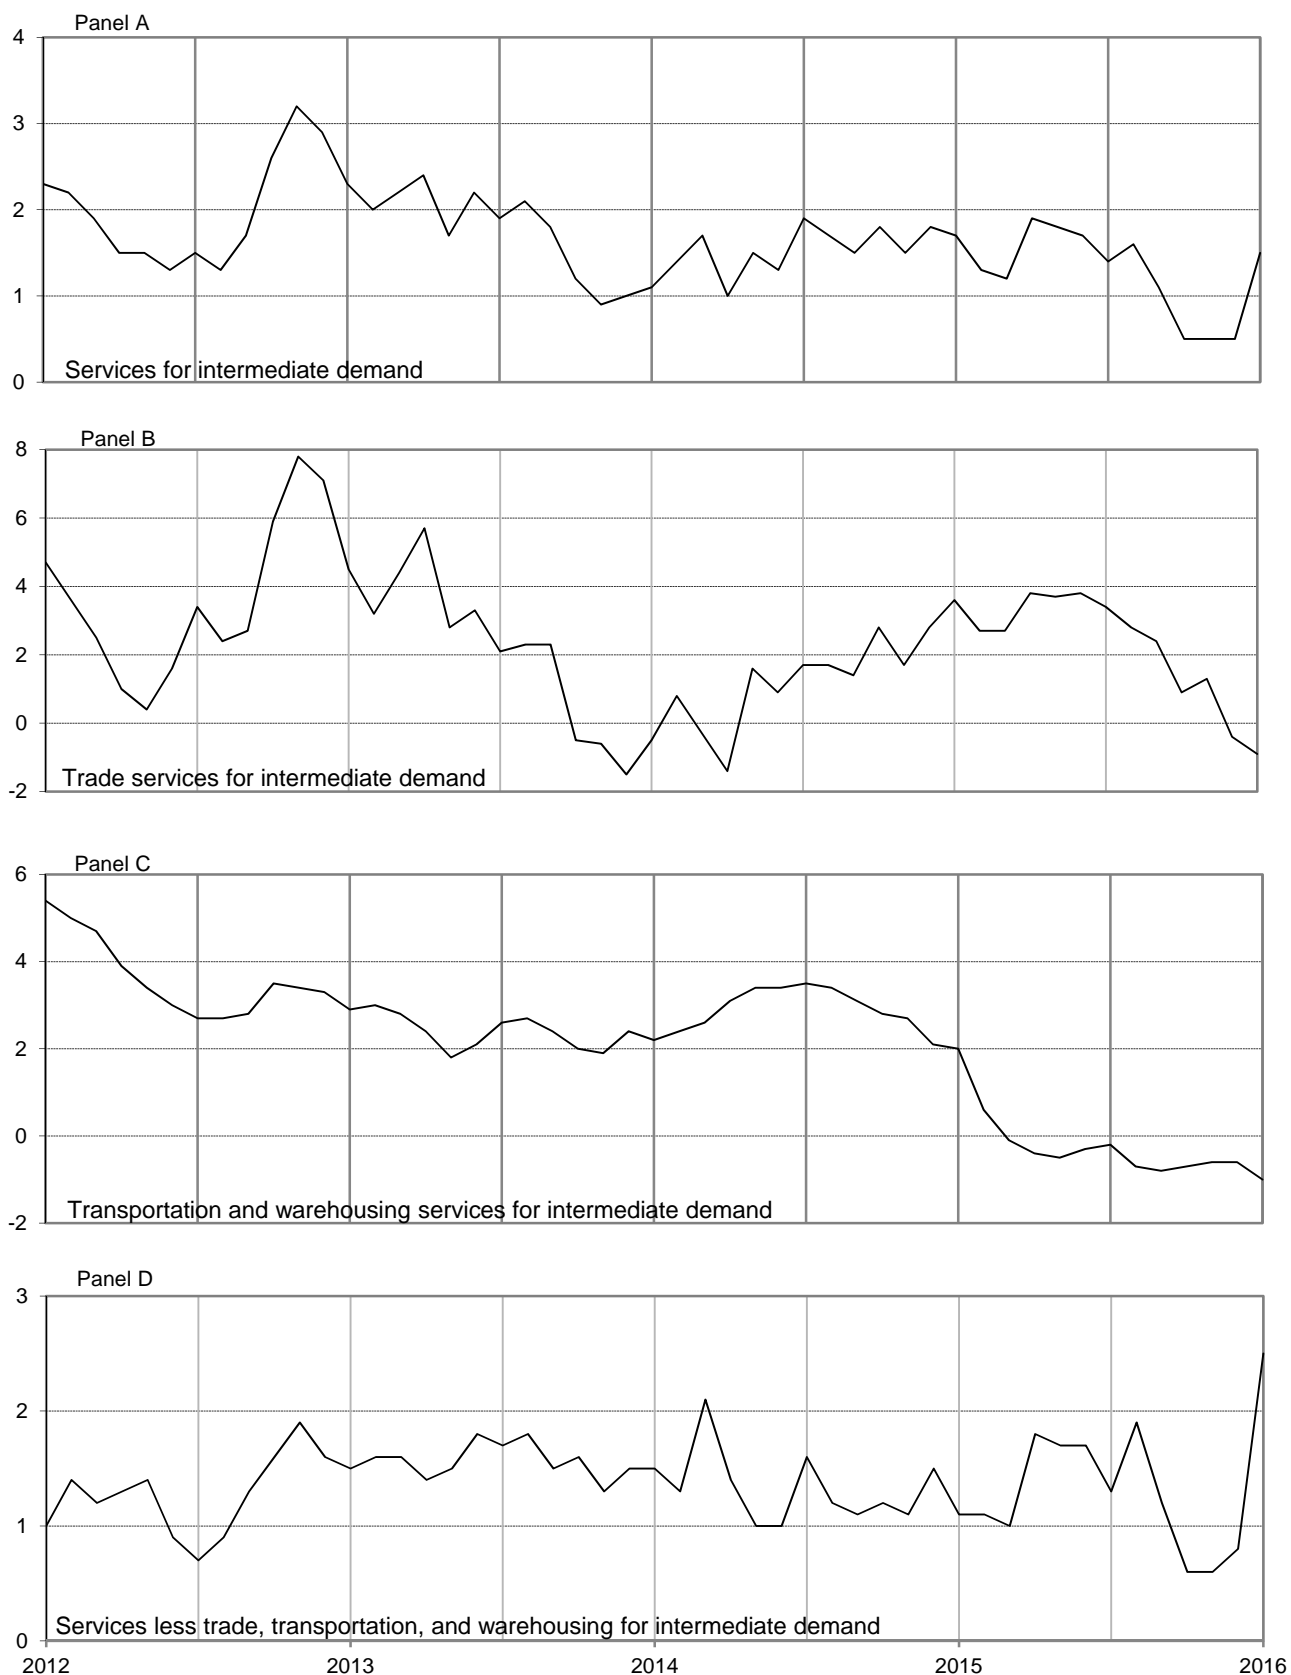 Panel A
4
3
2
1
0
Services for intermediate demand
Panel B
8
6
4
2
0
-2
Trade services for intermediate demand
Panel C
6
4
2
0
-2
Transportation and warehousing services for intermediate demand
Panel D
3
2
1
0
Services less trade, transportation, and warehousing for intermediate demand
2012 2013 2014 2015 2016